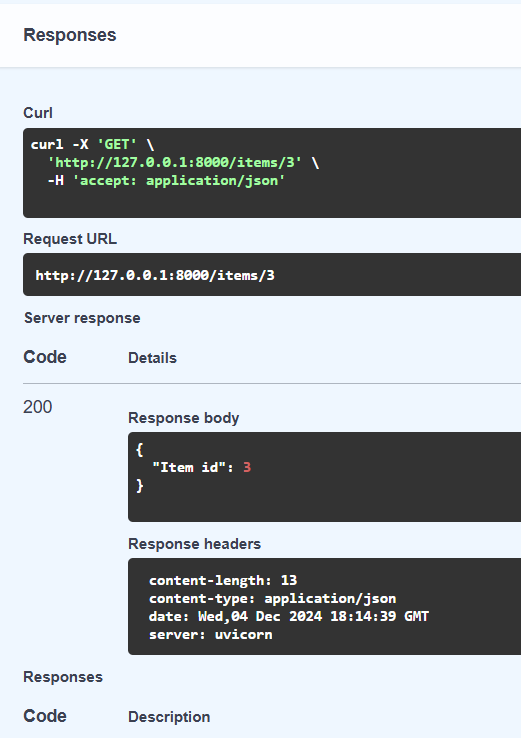 Responses
Curl
curl -X 'GET' \
  'http://127.0.0.1:8000/items/3' \
  -H 'accept: application/json'
Request URL
http://127.0.0.1:8000/items/3
Server response
Code Details
200
Response body
{
  "Item id": 3
}
Response headers
content-length: 13
content-type: application/json
date: Wed,04 Dec 2024 18:14:39 GMT
server: uvicorn
Responses
Code Description